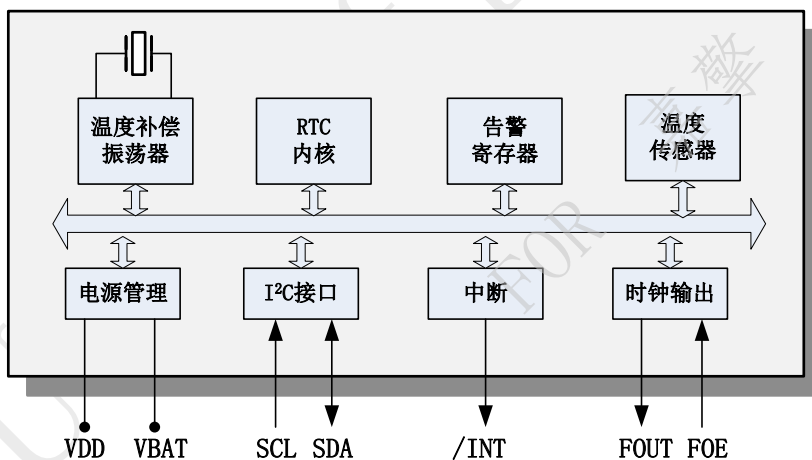 温度补偿
振荡器
RTC
内核
告警
寄存器
温度
传感器
电源管理
I²C接口
中断
时钟输出
VDD VBAT SCL SDA /INT FOUT FOE
FOR